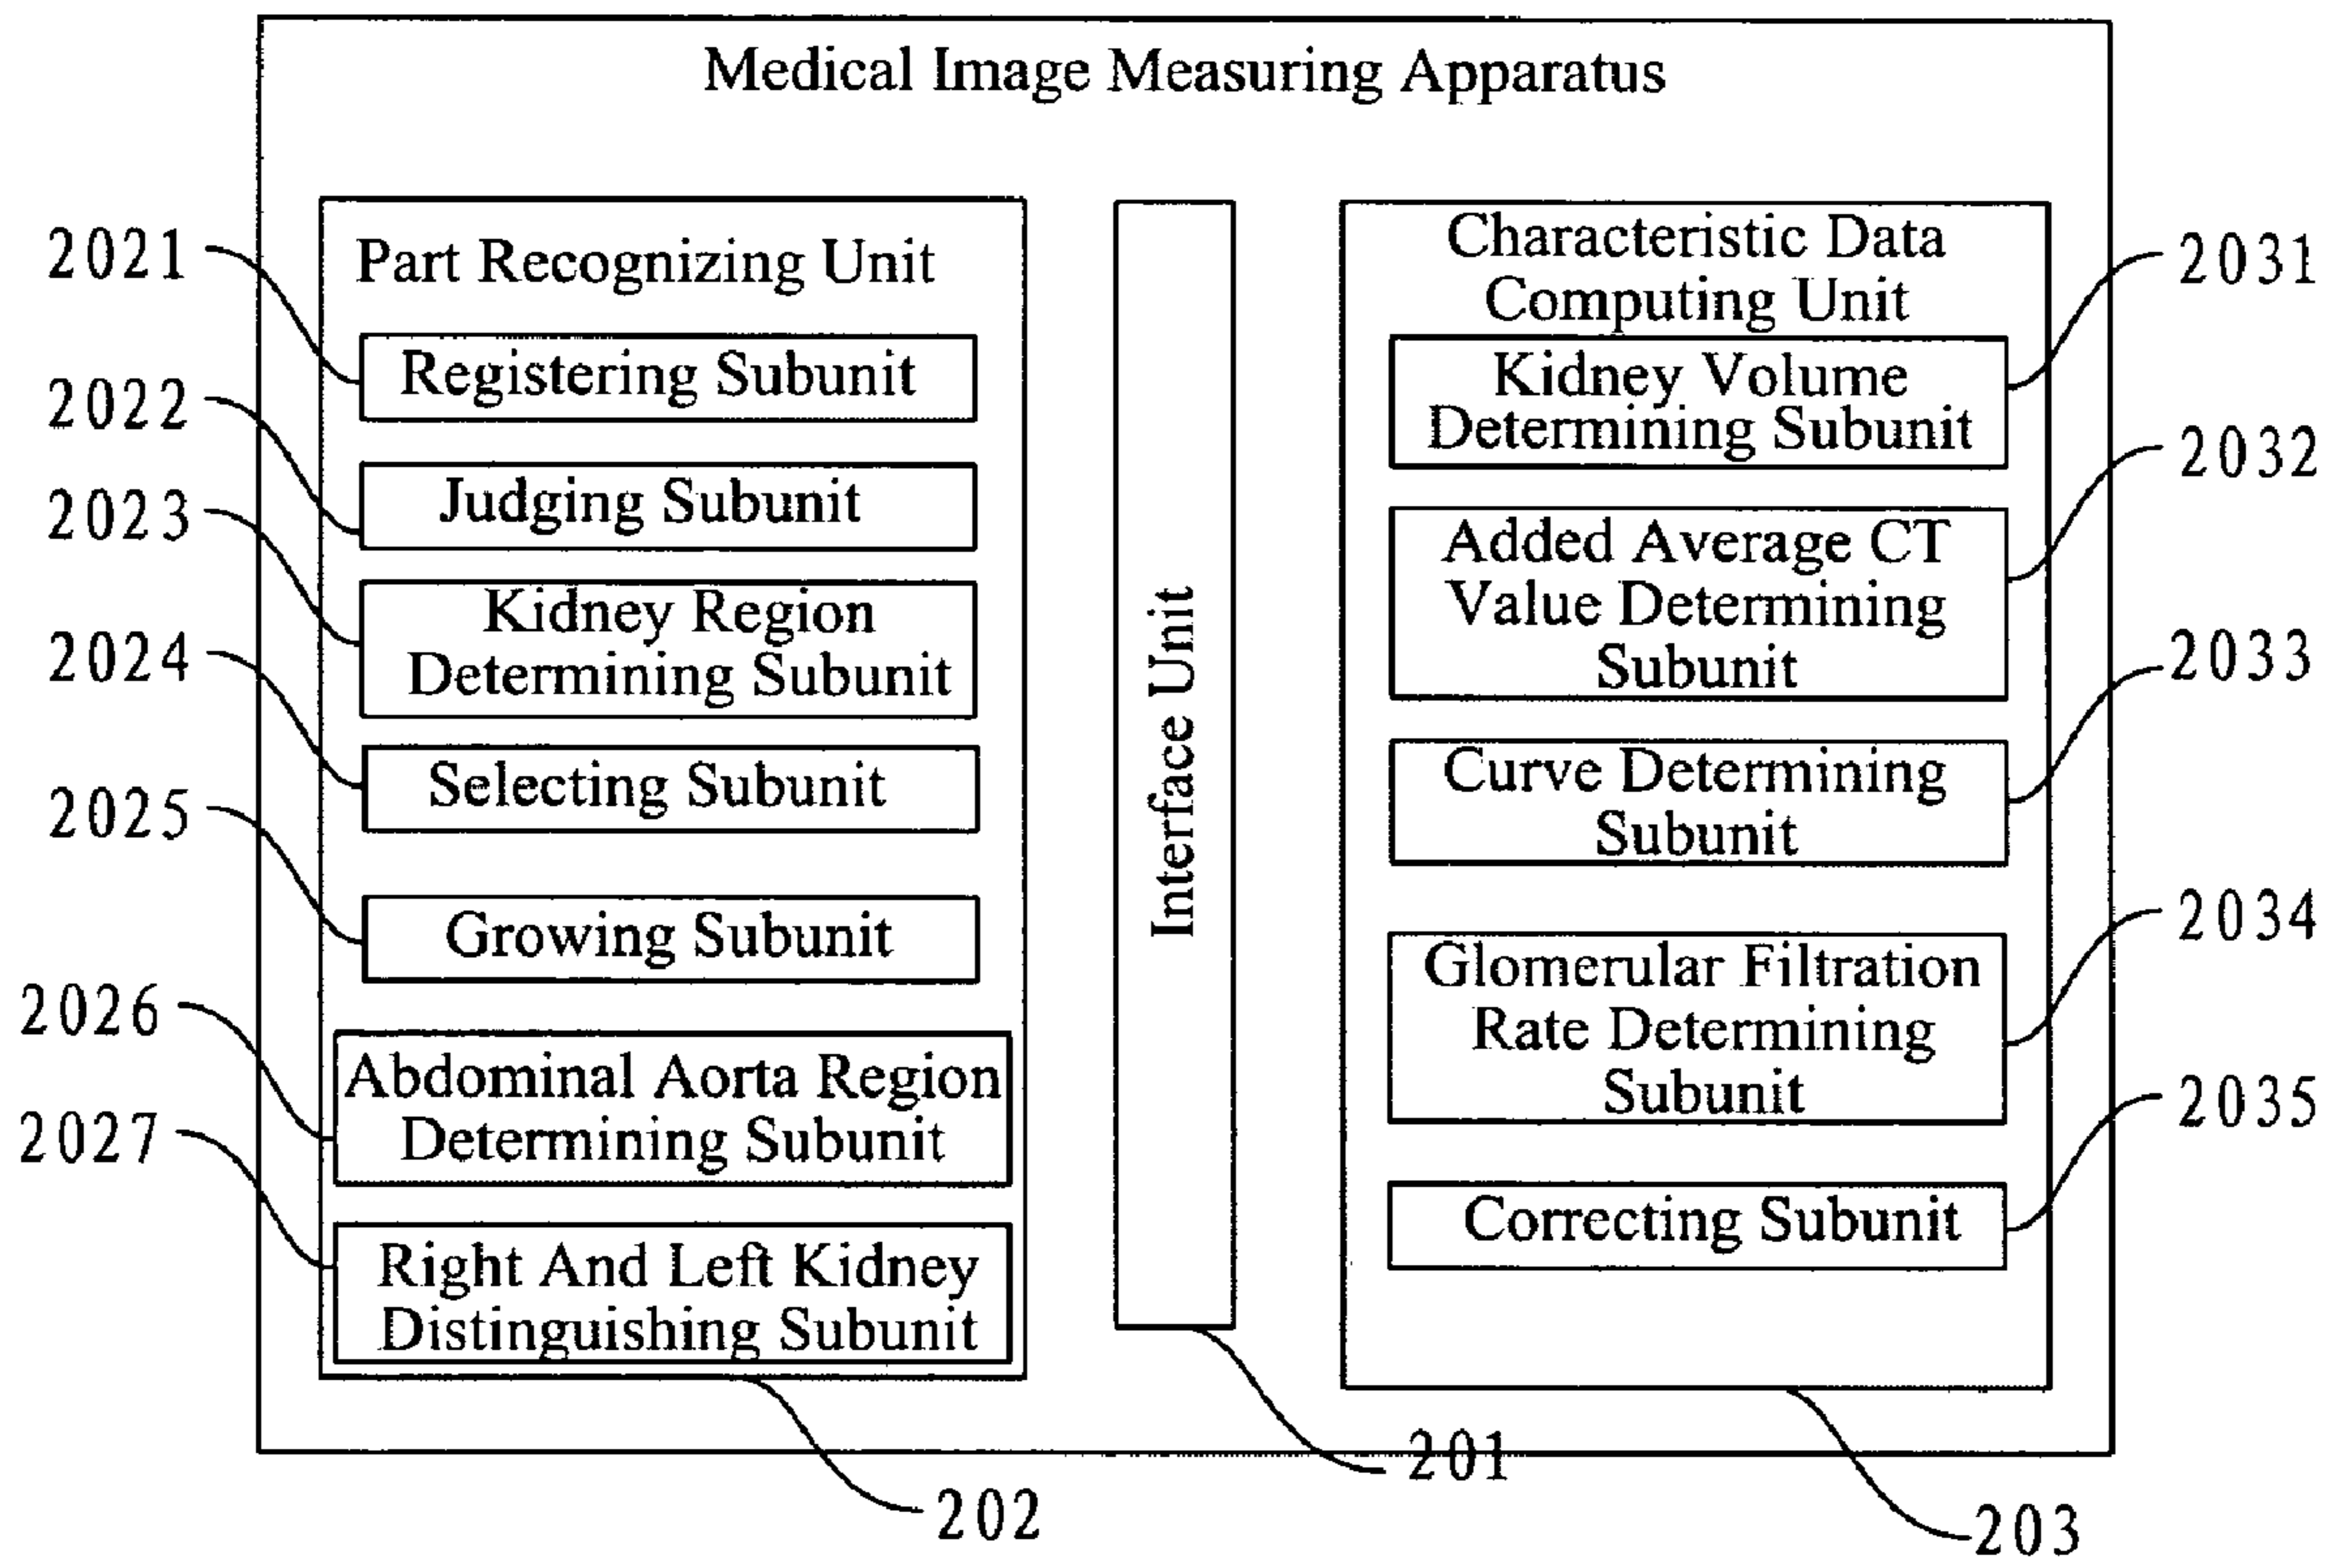 Medical Image Measuring Apparatus
Part Recognizing Unit
Registering Subunit
Judging Subunit
Kidney Region
Determining Subunit
Selecting Subunit
Growing Subunit
Abdominal Aorta Region
Determining Subunit
Right And Left Kidney
Distinguishing Subunit
2021
2022
2023
2024
2025
2026
2027
202
Interface Unit
201
Characteristic Data
Computing Unit
Kidney Volume
Determining Subunit
Added Average CT
Value Determining
Subunit
Curve Determining
Subunit
Glomerular Filtration
Rate Determining
Subunit
Correcting Subunit
2031
2032
2033
2034
2035
203